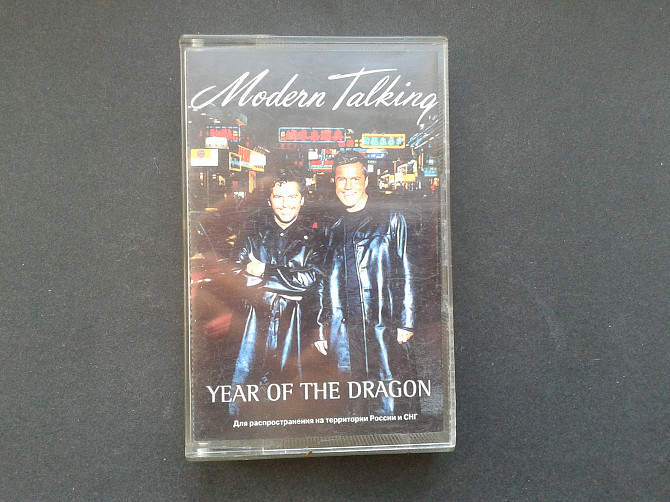 Modern Talking
YEAR OF THE DRAGON
Для распространения на территории России и СНГ